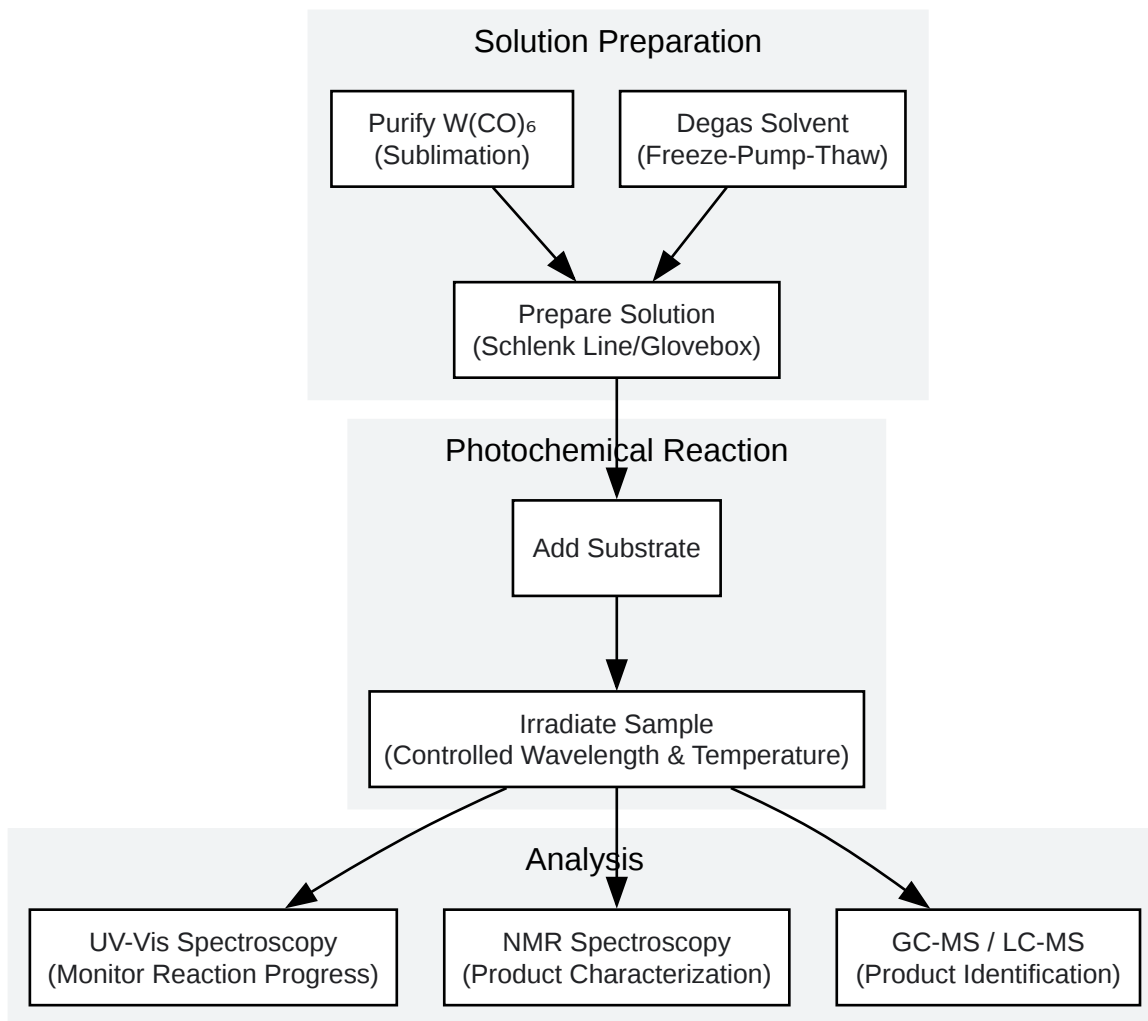 Solution Preparation
Purify W(CO)₆
(Sublimation)
Degas Solvent
(Freeze-Pump-Thaw)
Prepare Solution
(Schlenk Line/Glovebox)
Photochemical Reaction
Add Substrate
Irradiate Sample
(Controlled Wavelength & Temperature)
Analysis
UV-Vis Spectroscopy
(Monitor Reaction Progress)
NMR Spectroscopy
(Product Characterization)
GC-MS / LC-MS
(Product Identification)